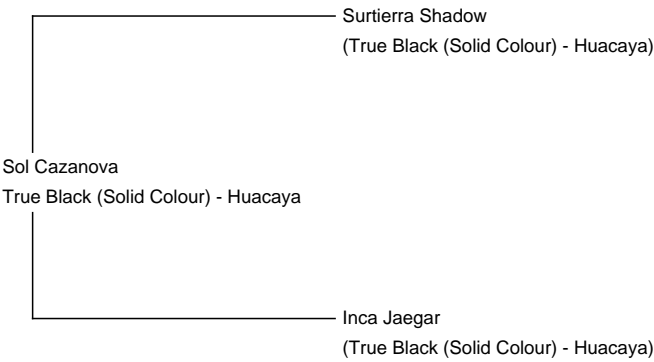 Surtierra Shadow
(True Black (Solid Colour) - Huacaya)
Sol Cazanova
True Black (Solid Colour) - Huacaya
Inca Jaegar
(True Black (Solid Colour) - Huacaya)